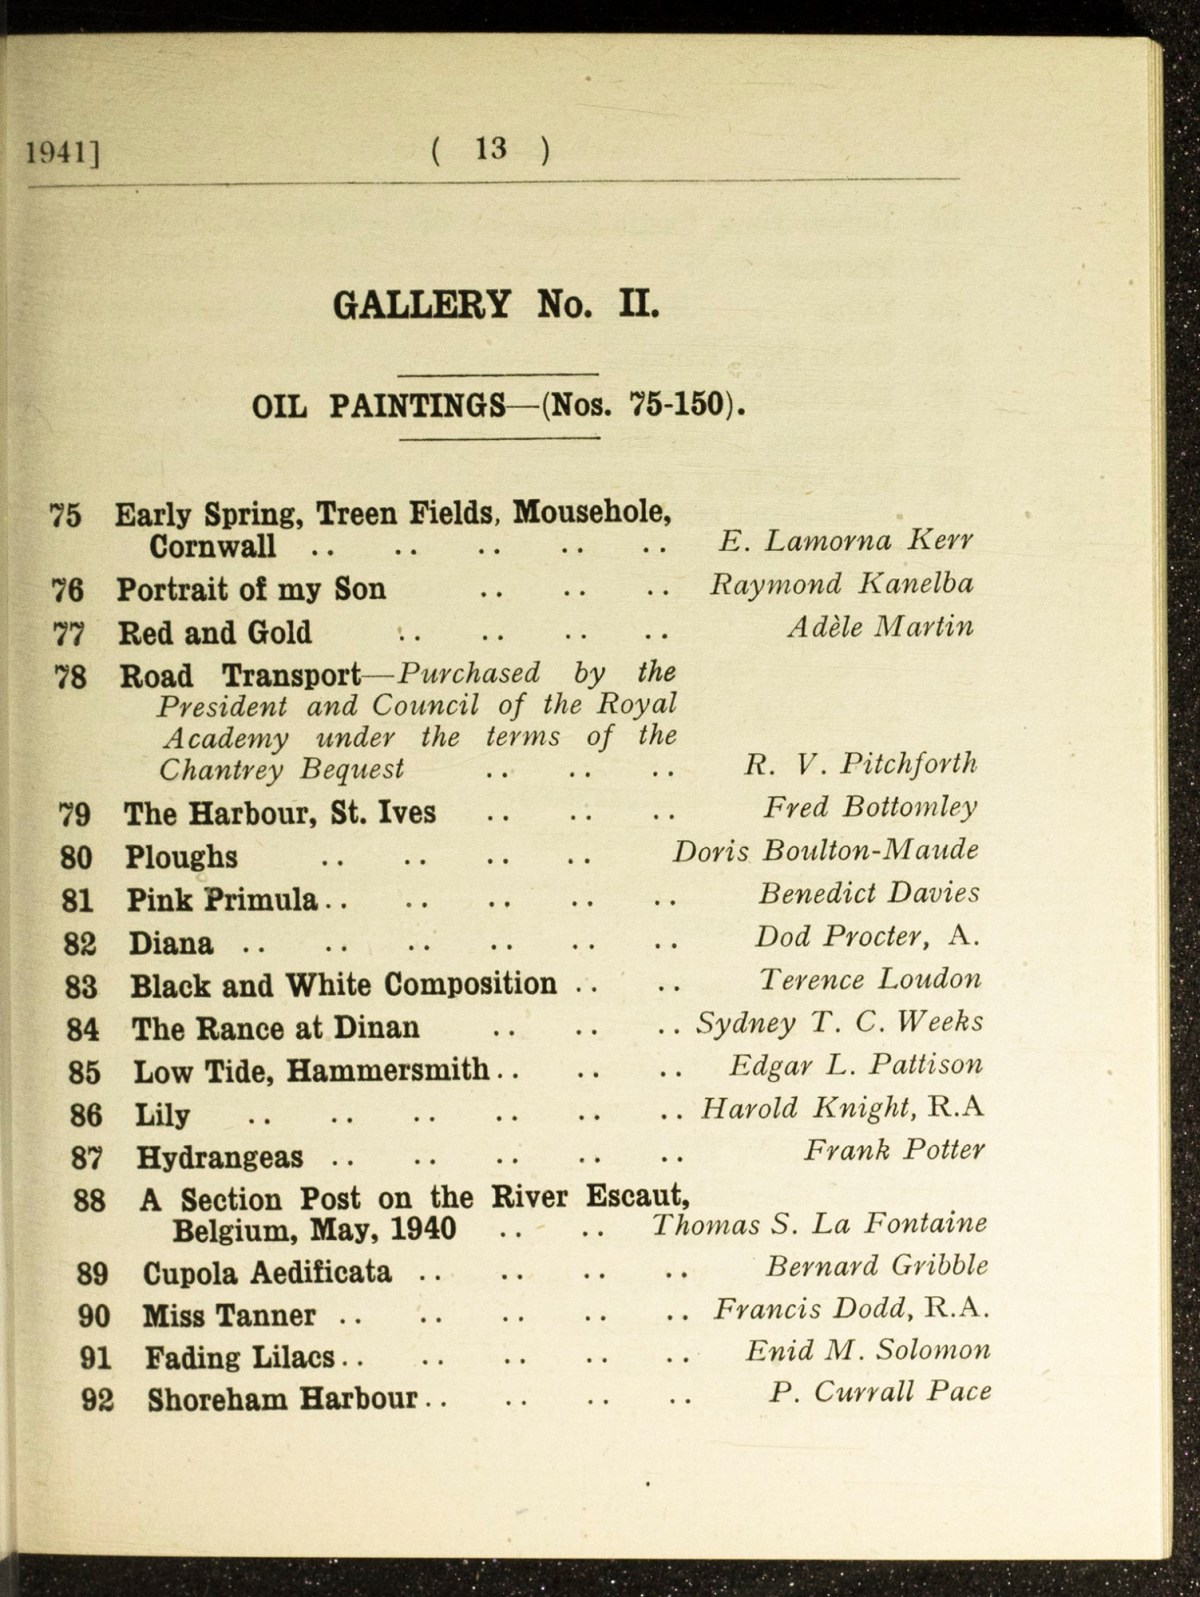 1941] ( 13 )
GALLERY No. II.
OIL PAINTINGS—(Nos. 75-150).
75 Early Spring, Treen Fields, Mousehole,
Cornwall .. .. .. .. .. E. Lamorna Kerr
76 Portrait of my Son .. .. .. Raymond Kanelba
77 Red and Gold .. .. .. .. Adèle Martin
78 Road Transport—Purchased by the
President and Council of the Royal
Academy under the terms of the
Chantrey Bequest .. .. .. R. V. Pitchforth
79 The Harbour, St. Ives .. .. .. Fred Bottomley
80 Ploughs .. .. .. .. Doris Boulton-Maude
81 Pink Primula .. .. .. .. .. Benedict Davies
82 Diana .. .. .. .. .. .. Dod Procter, A.
83 Black and White Composition .. .. Terence Loudon
84 The Rance at Dinan .. .. .. Sydney T. C. Weeks
85 Low Tide, Hammersmith .. .. .. Edgar L. Pattison
86 Lily .. .. .. .. .. .. Harold Knight, R.A
87 Hydrangeas .. .. .. .. .. Frank Potter
88 A Section Post on the River Escaut,
Belgium, May, 1940 .. .. Thomas S. La Fontaine
89 Cupola Aedificata .. .. .. .. Bernard Gribble
90 Miss Tanner .. .. .. .. .. Francis Dodd, R.A.
91 Fading Lilacs .. .. .. .. .. Enid M. Solomon
92 Shoreham Harbour .. .. .. .. P. Currall Pace